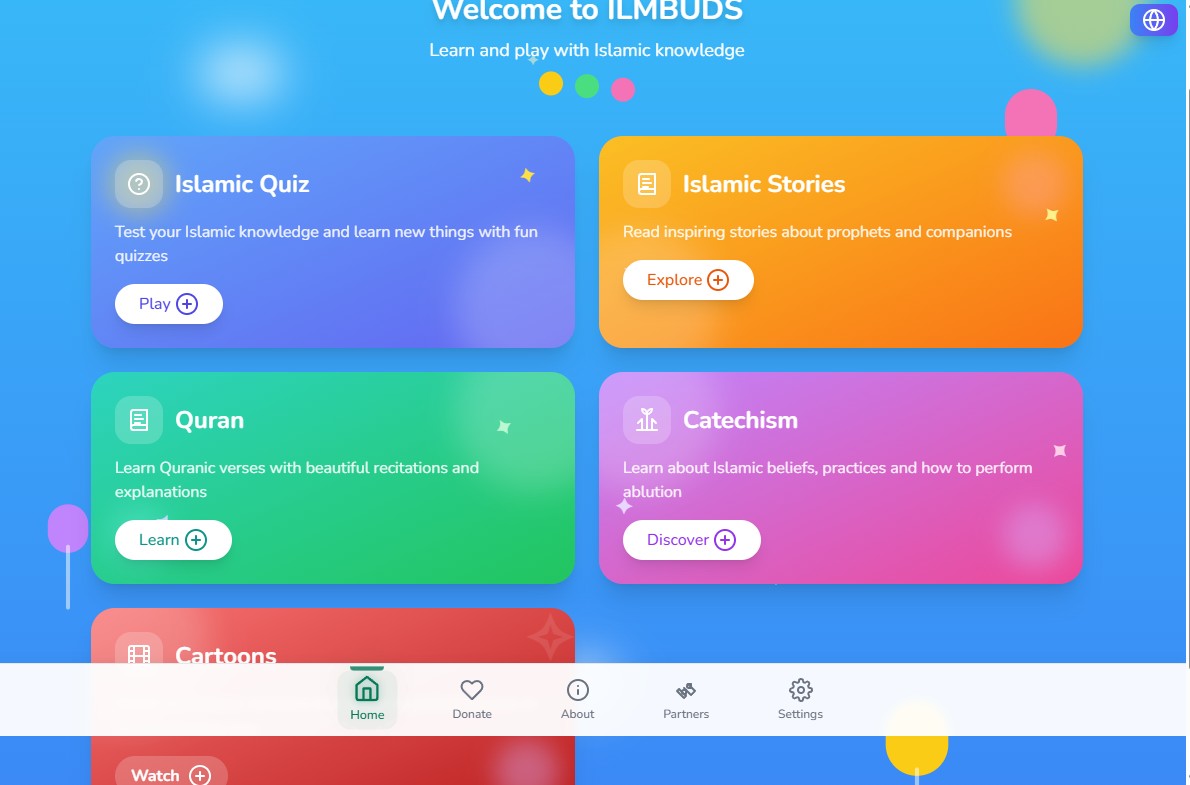 Welcome to ILMBUDS
Learn and play with Islamic knowledge
Islamic Quiz
Test your Islamic knowledge and learn new things with fun
quizzes
Play
Islamic Stories
Read inspiring stories about prophets and companions
Explore
Quran
Learn Quranic verses with beautiful recitations and
explanations
Learn
Catechism
Learn about Islamic beliefs, practices and how to perform
ablution
Discover
Cartoons
Home
Donate
About
Partners
Settings
Watch